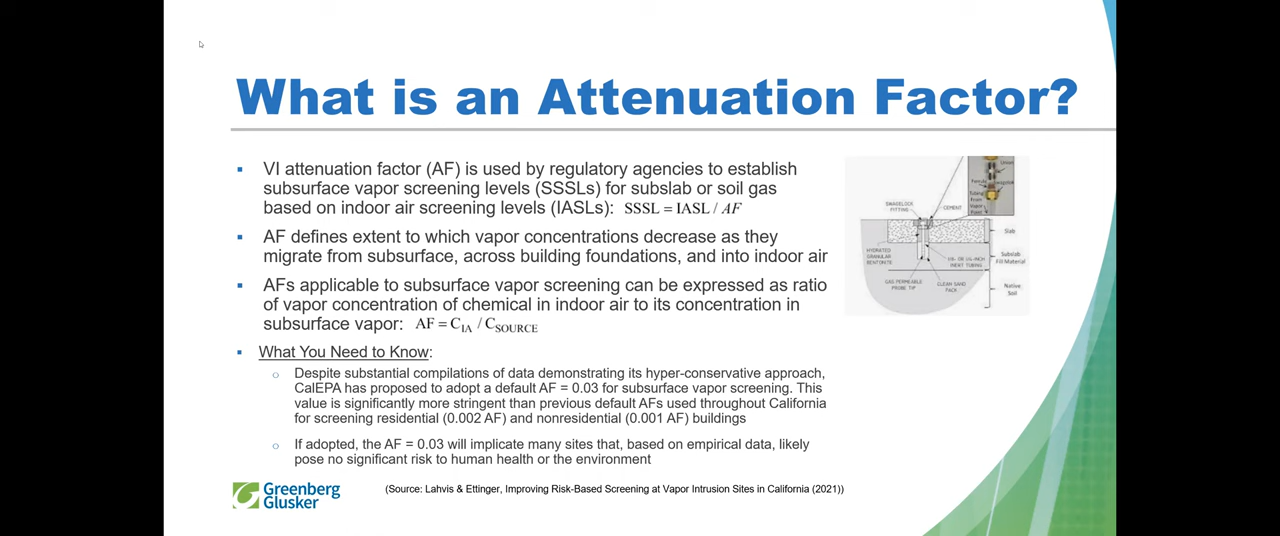 What is an Attenuation Factor?
VI attenuation factor (AF) is used by regulatory agencies to establish
subsurface vapor screening levels (SSSLs) for subslab or soil gas
based on indoor air screening levels (IASLs): SSSL = IASL / AF
AF defines extent to which vapor concentrations decrease as they
migrate from subsurface, across building foundations, and into indoor air
AFs applicable to subsurface vapor screening can be expressed as ratio
of vapor concentration of chemical in indoor air to its concentration in
subsurface vapor: AF = CIA / CSOURCE
What You Need to Know:
Despite substantial compilations of data demonstrating its hyper-conservative approach,
CalEPA has proposed to adopt a default AF = 0.03 for subsurface vapor screening. This
value is significantly more stringent than previous default AFs used throughout California
for screening residential (0.002 AF) and nonresidential (0.001 AF) buildings
If adopted, the AF = 0.03 will implicate many sites that, based on empirical data, likely
pose no significant risk to human health or the environment
Union
Ferrule
Tubing
From
Vapor
SWAGELOCK
FITTING
CEMENT
Slab
HYDRATED
GRANULAR
BENTONITE
INERT TUBING
Subslab
Fill Material
GAS PERMEABLE
PROBE TIP
CLEAN SAND
PACK
Native
Soil
Greenberg
Glusker
(Source: Lahvis & Ettinger, Improving Risk-Based Screening at Vapor Intrusion Sites in California (2021))